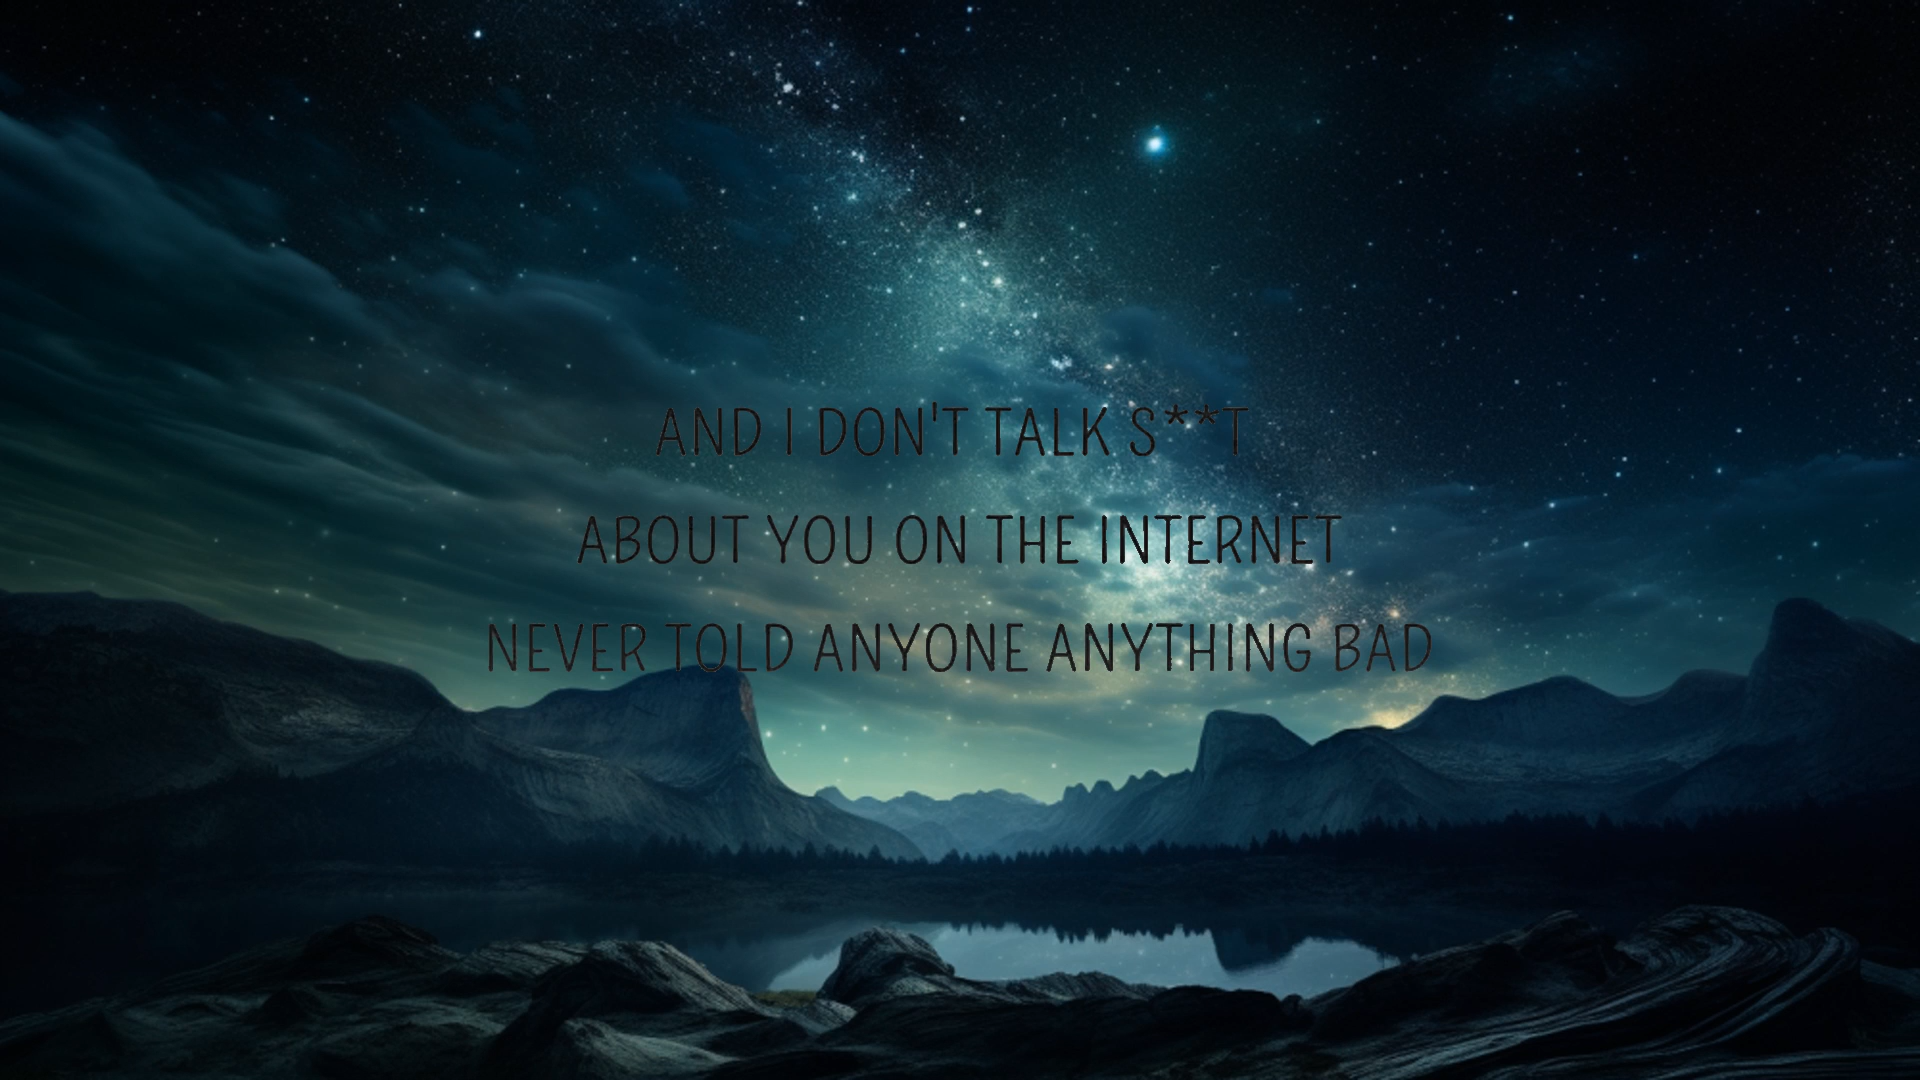 AND I DON'T TALK S**T
ABOUT YOU ON THE INTERNET
NEVER TOLD ANYONE ANYTHING BAD